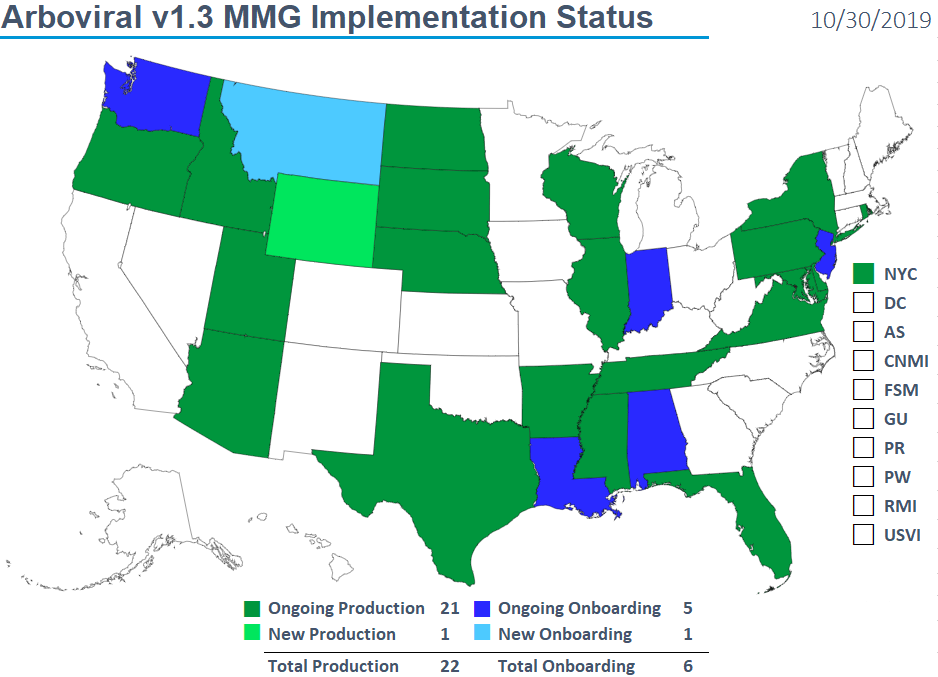 Arboviral v1.3 MMG Implementation Status
10/30/2019
NYC
DC
AS
CNMI
FSM
GU
PR
PW
RMI
USVI
Ongoing Production 21 Ongoing Onboarding 5
New Production 1 New Onboarding 1
Total Production 22 Total Onboarding 6